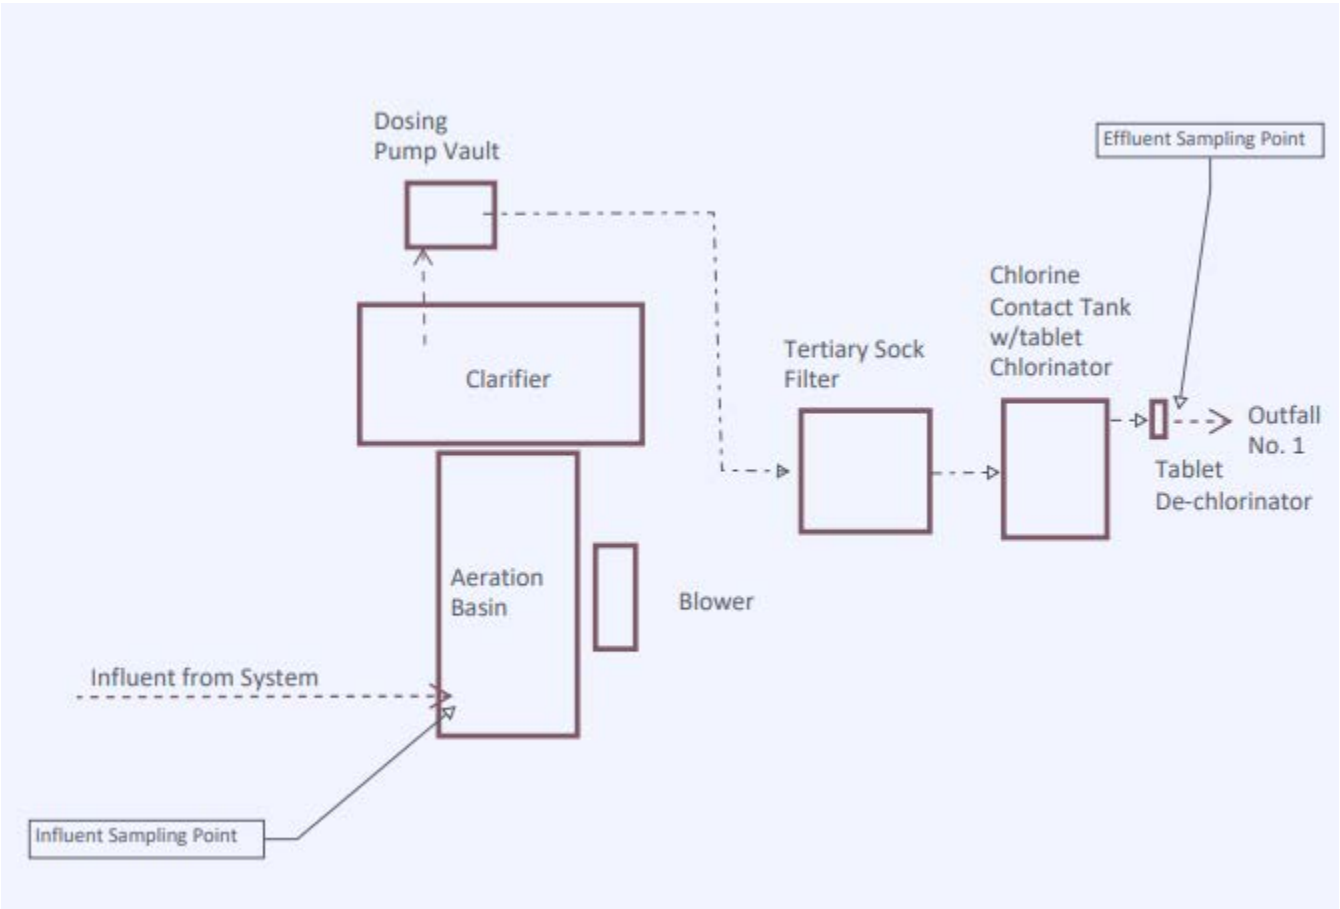 Dosing
Pump Vault
Effluent Sampling Point
Chlorine
Contact Tank
w/tablet
Chlorinator
Tertiary Sock
Filter
Clarifier
Outfall
No. 1
Tablet
De-chlorinator
Aeration
Basin
Blower
Influent from System
Influent Sampling Point